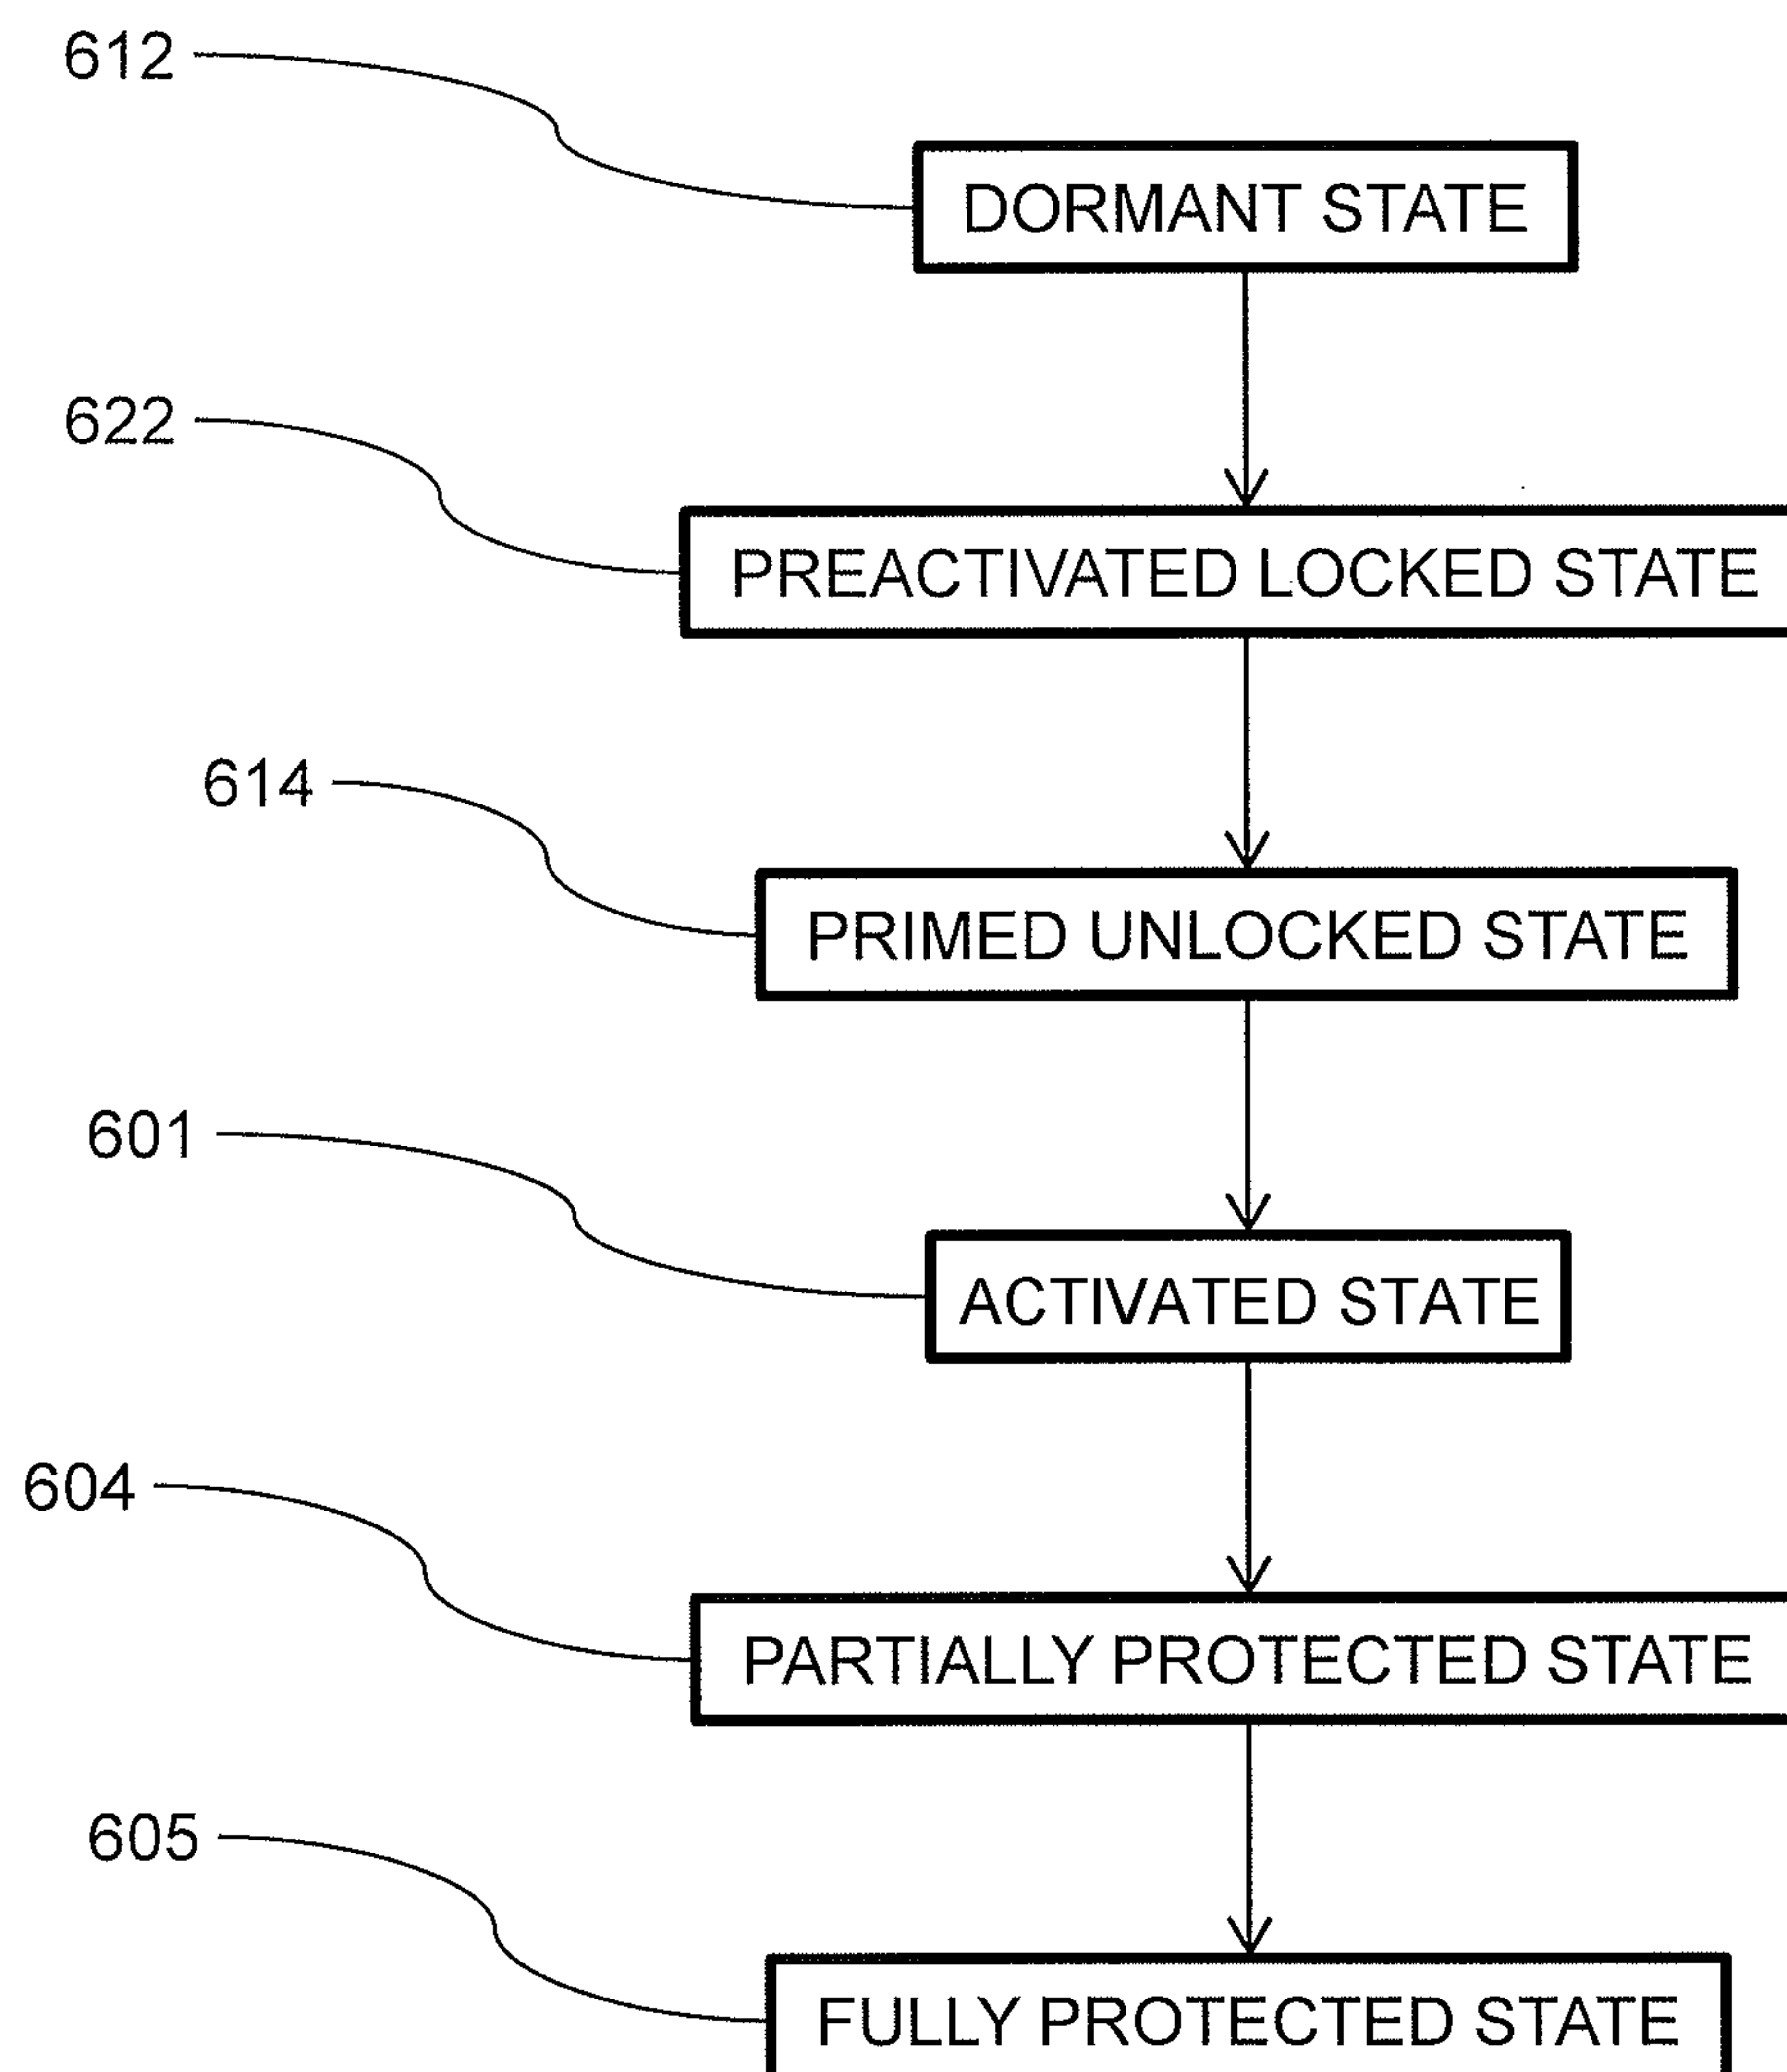 612
DORMANT STATE
622
PREACTIVATED LOCKED STATE
614
PRIMED UNLOCKED STATE
601
ACTIVATED STATE
604
PARTIALLY PROTECTED STATE
605
FULLY PROTECTED STATE